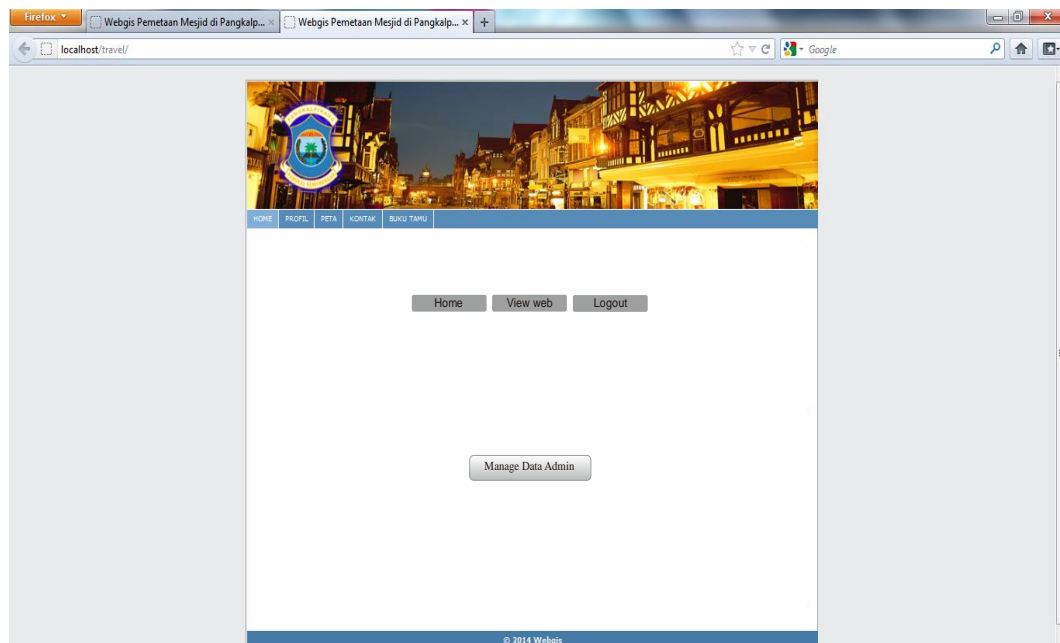 Firefox
Webgis Pemetaan Mesjid di Pangkalp... ×
Webgis Pemetaan Mesjid di Pangkalp... ×
localhost/travel/
Google
HOME PROFIL PETA KONTAK BUKU TAMU
Home View web Logout
Manage Data Admin
© 2014 Webgis